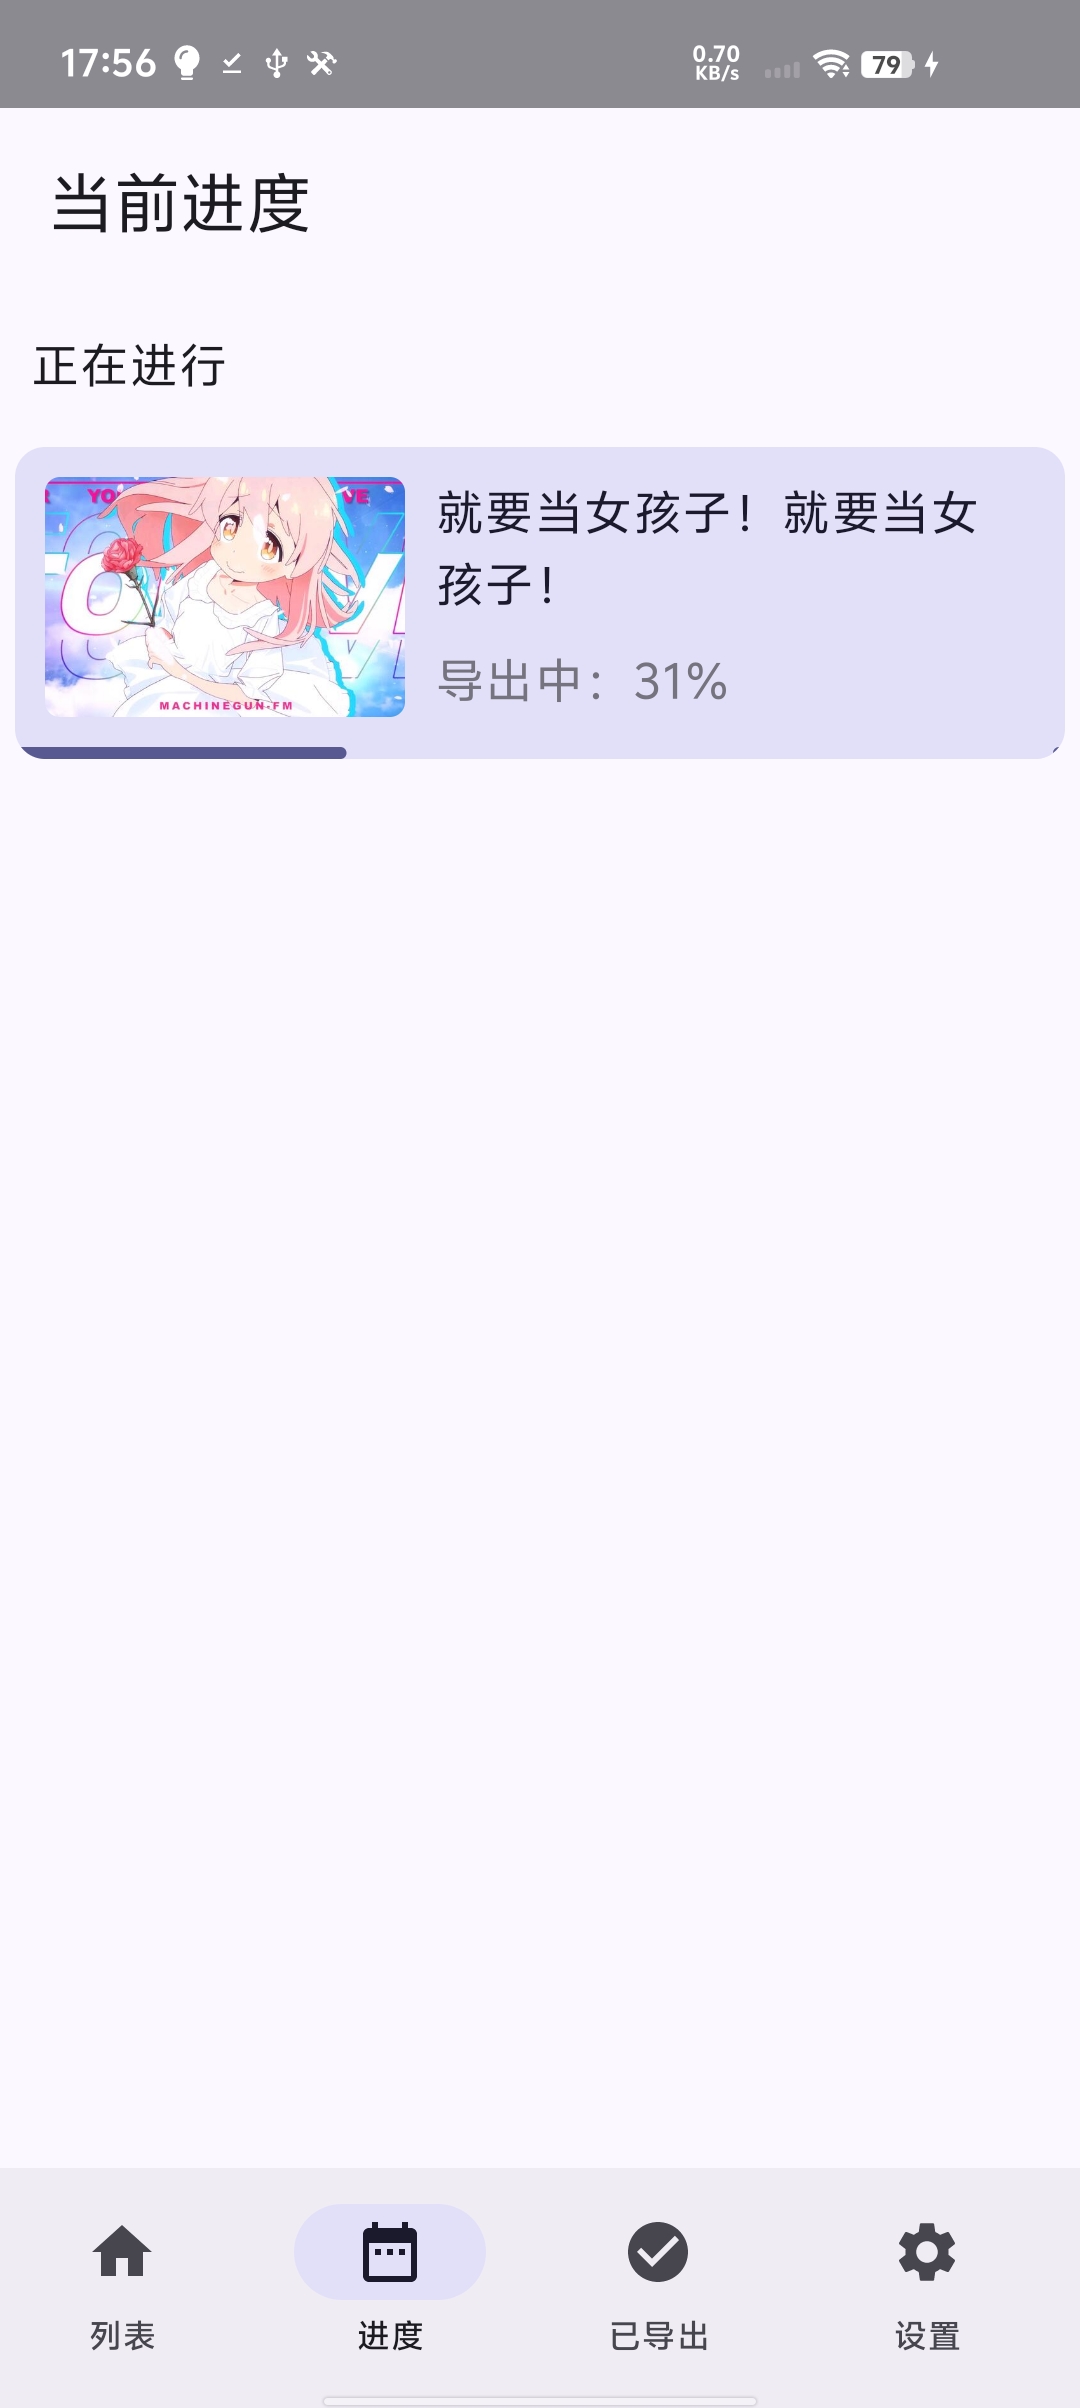 17:56
0.70
KB/s
79
当前进度
正在进行
YO
VE
MACHINEGUN-FM
就要当女孩子！就要当女
孩子！
导出中：31%
列表
进度
已导出
设置